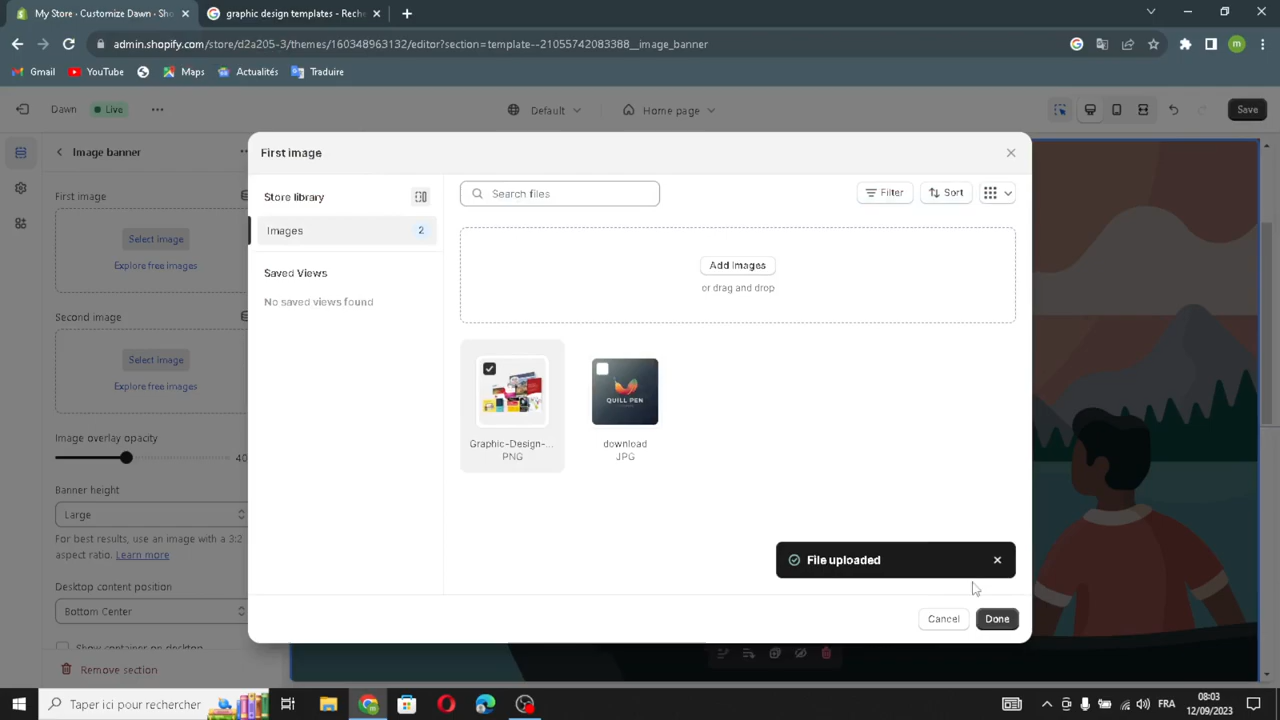 My Store - Customize Dawn · Sho
graphic design templates - Reche
admin.shopify.com/store/d2a205-3/themes/160348963132/editor?section=template--21055742083388__image_banner
m
Gmail
YouTube
Maps
Actualités
Traduire
Dawn
Live
Default
Home page
Save
Image banner
First image
Select image
Explore free images
Second image
Select image
Explore free images
Image overlay opacity
40
Banner height
Large
For best results, use an image with a 3:2
aspect ratio. Learn more
Desktop content position
Bottom Center
Show container on desktop
Remove section
First image
Store library
Images
2
Saved Views
No saved views found
Search files
Filter
Sort
Add images
or drag and drop
Graphic-Design-...
PNG
QUILL PEN
download
JPG
File uploaded
Cancel
Done
Taper ici pour rechercher
FRA
08:03
12/09/2023